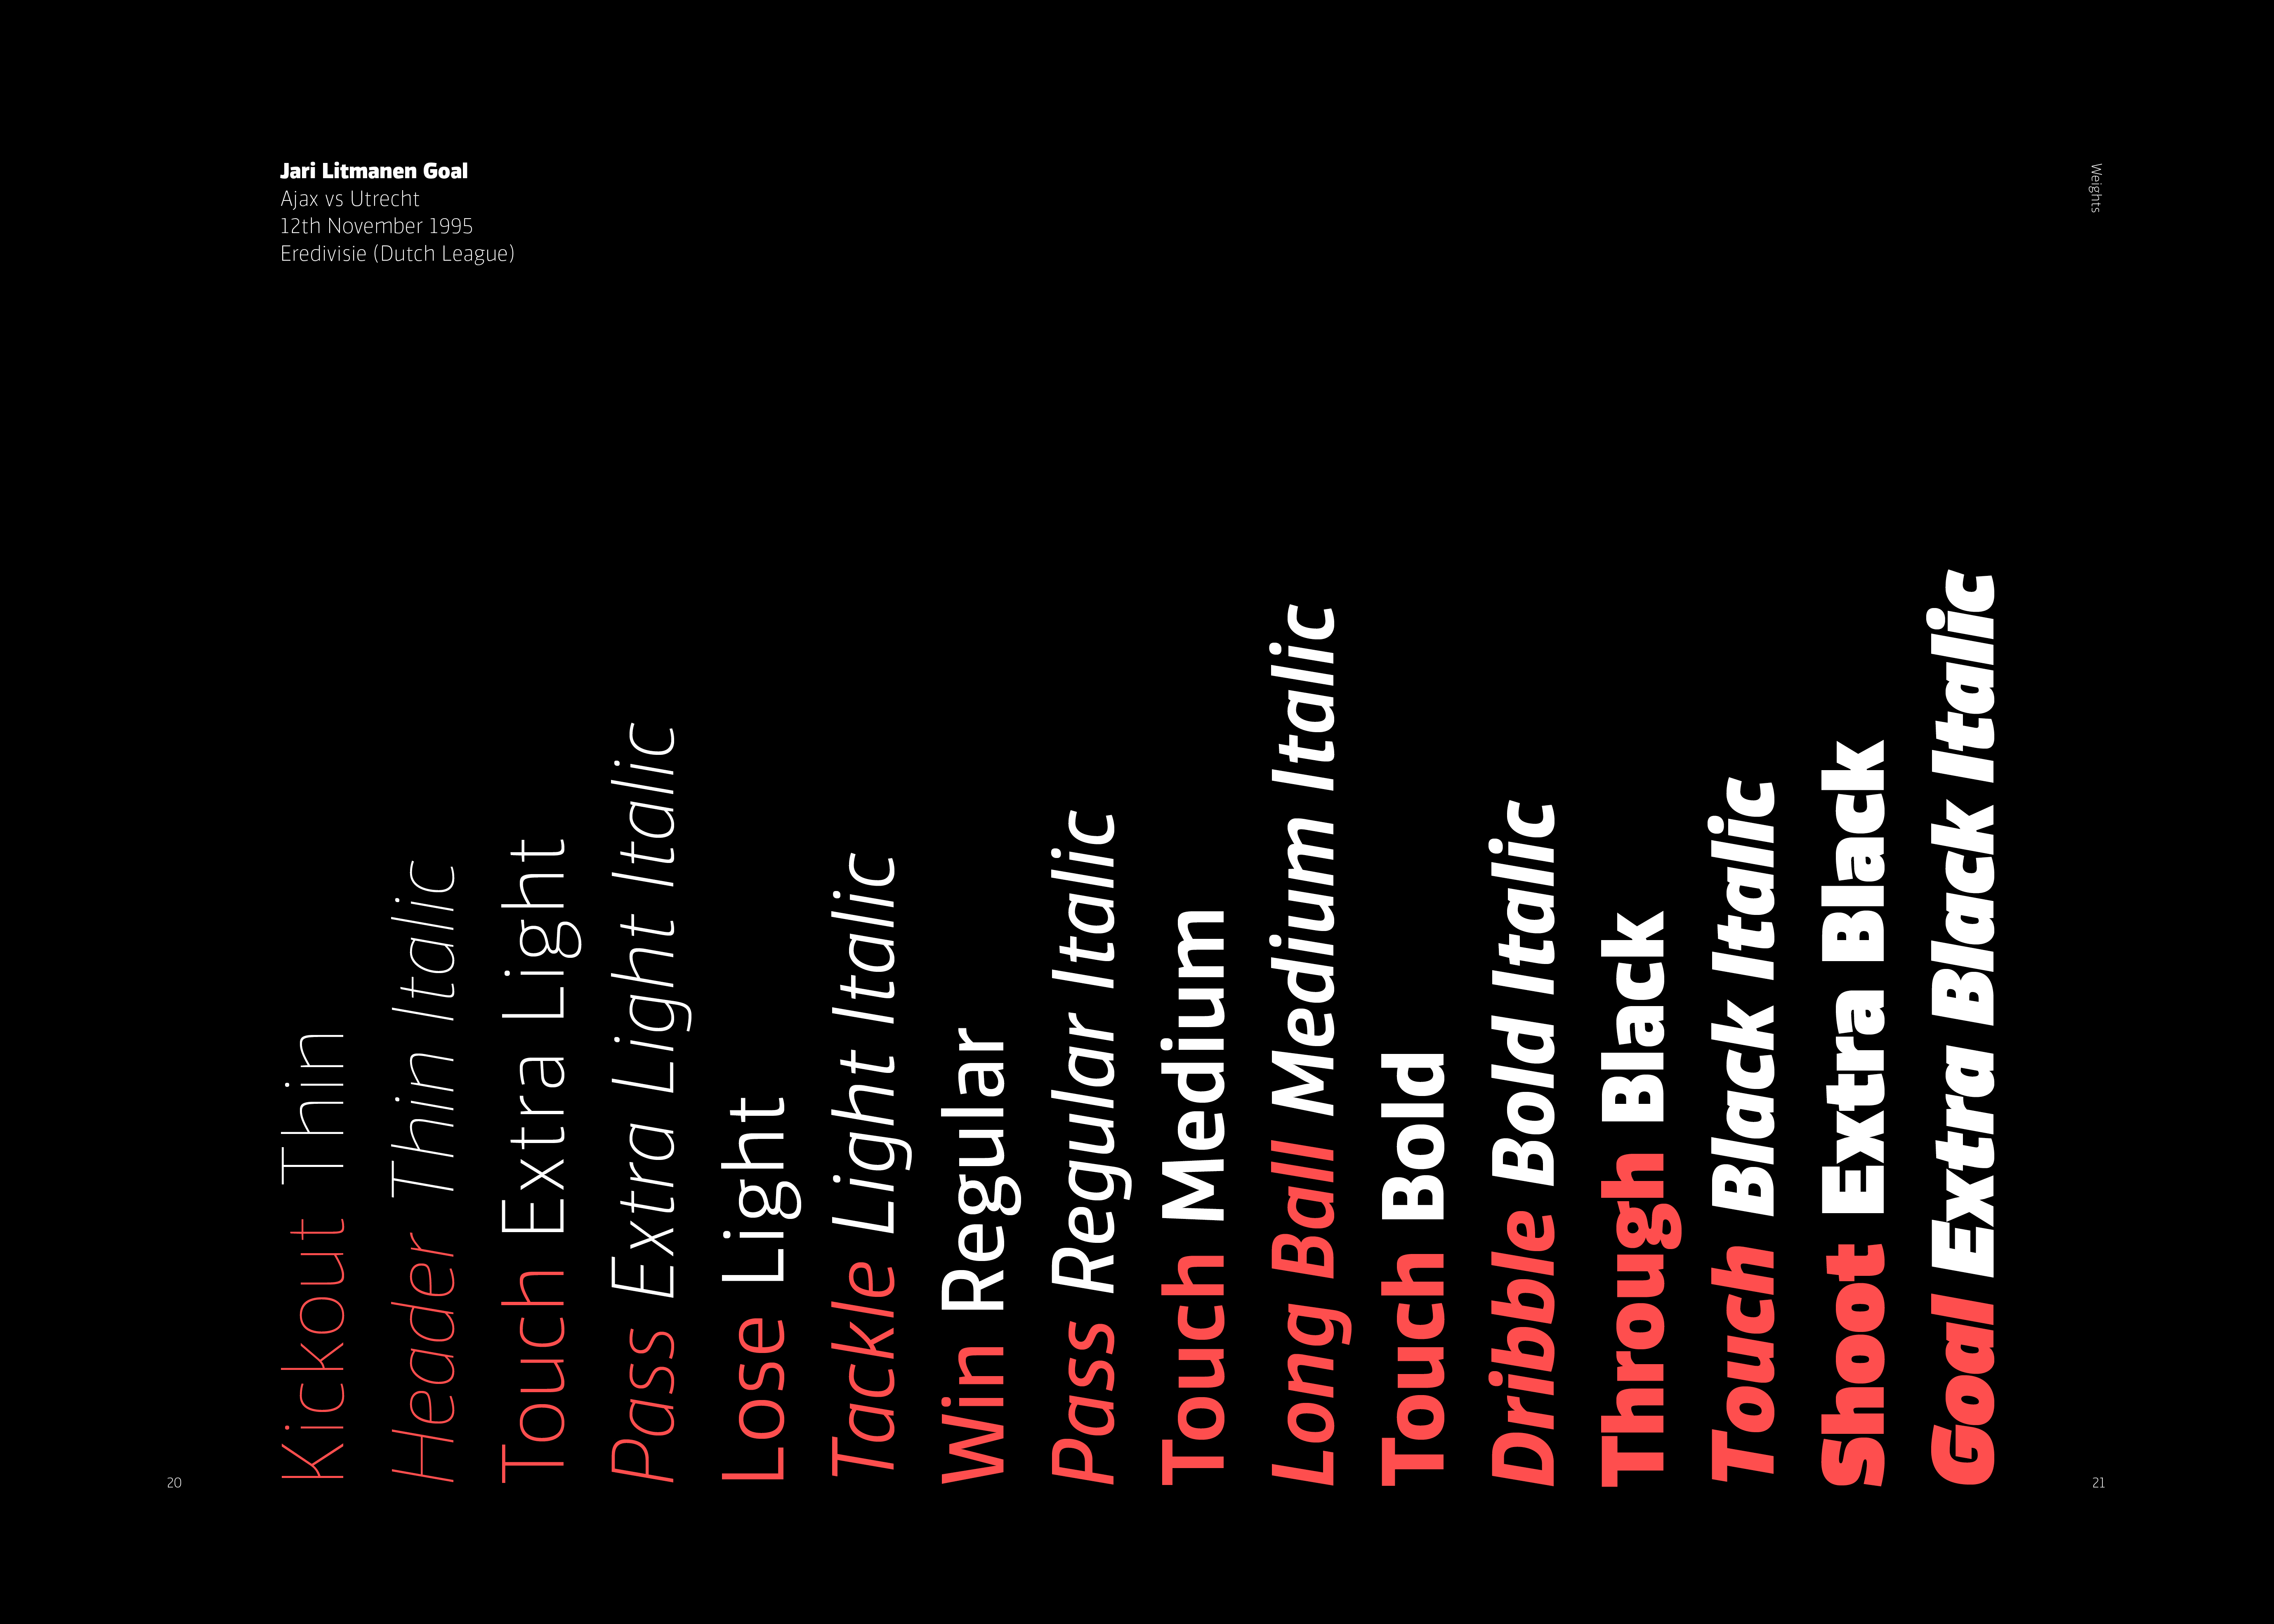 Jari Litmanen Goal
Ajax vs Utrecht
12th November 1995
Eredivisie (Dutch League)
Weights
Kickout Thin
Header Thin Italic
Touch Extra Light
Pass Extra Light Italic
Lose Light
Tackle Light Italic
Win Regular
Pass Regular Italic
Touch Medium
Long Ball Medium Italic
Touch Bold
Dribble Bold Italic
Through Black
Touch Black Italic
Shoot Extra Black
Goal Extra Black Italic
20
21